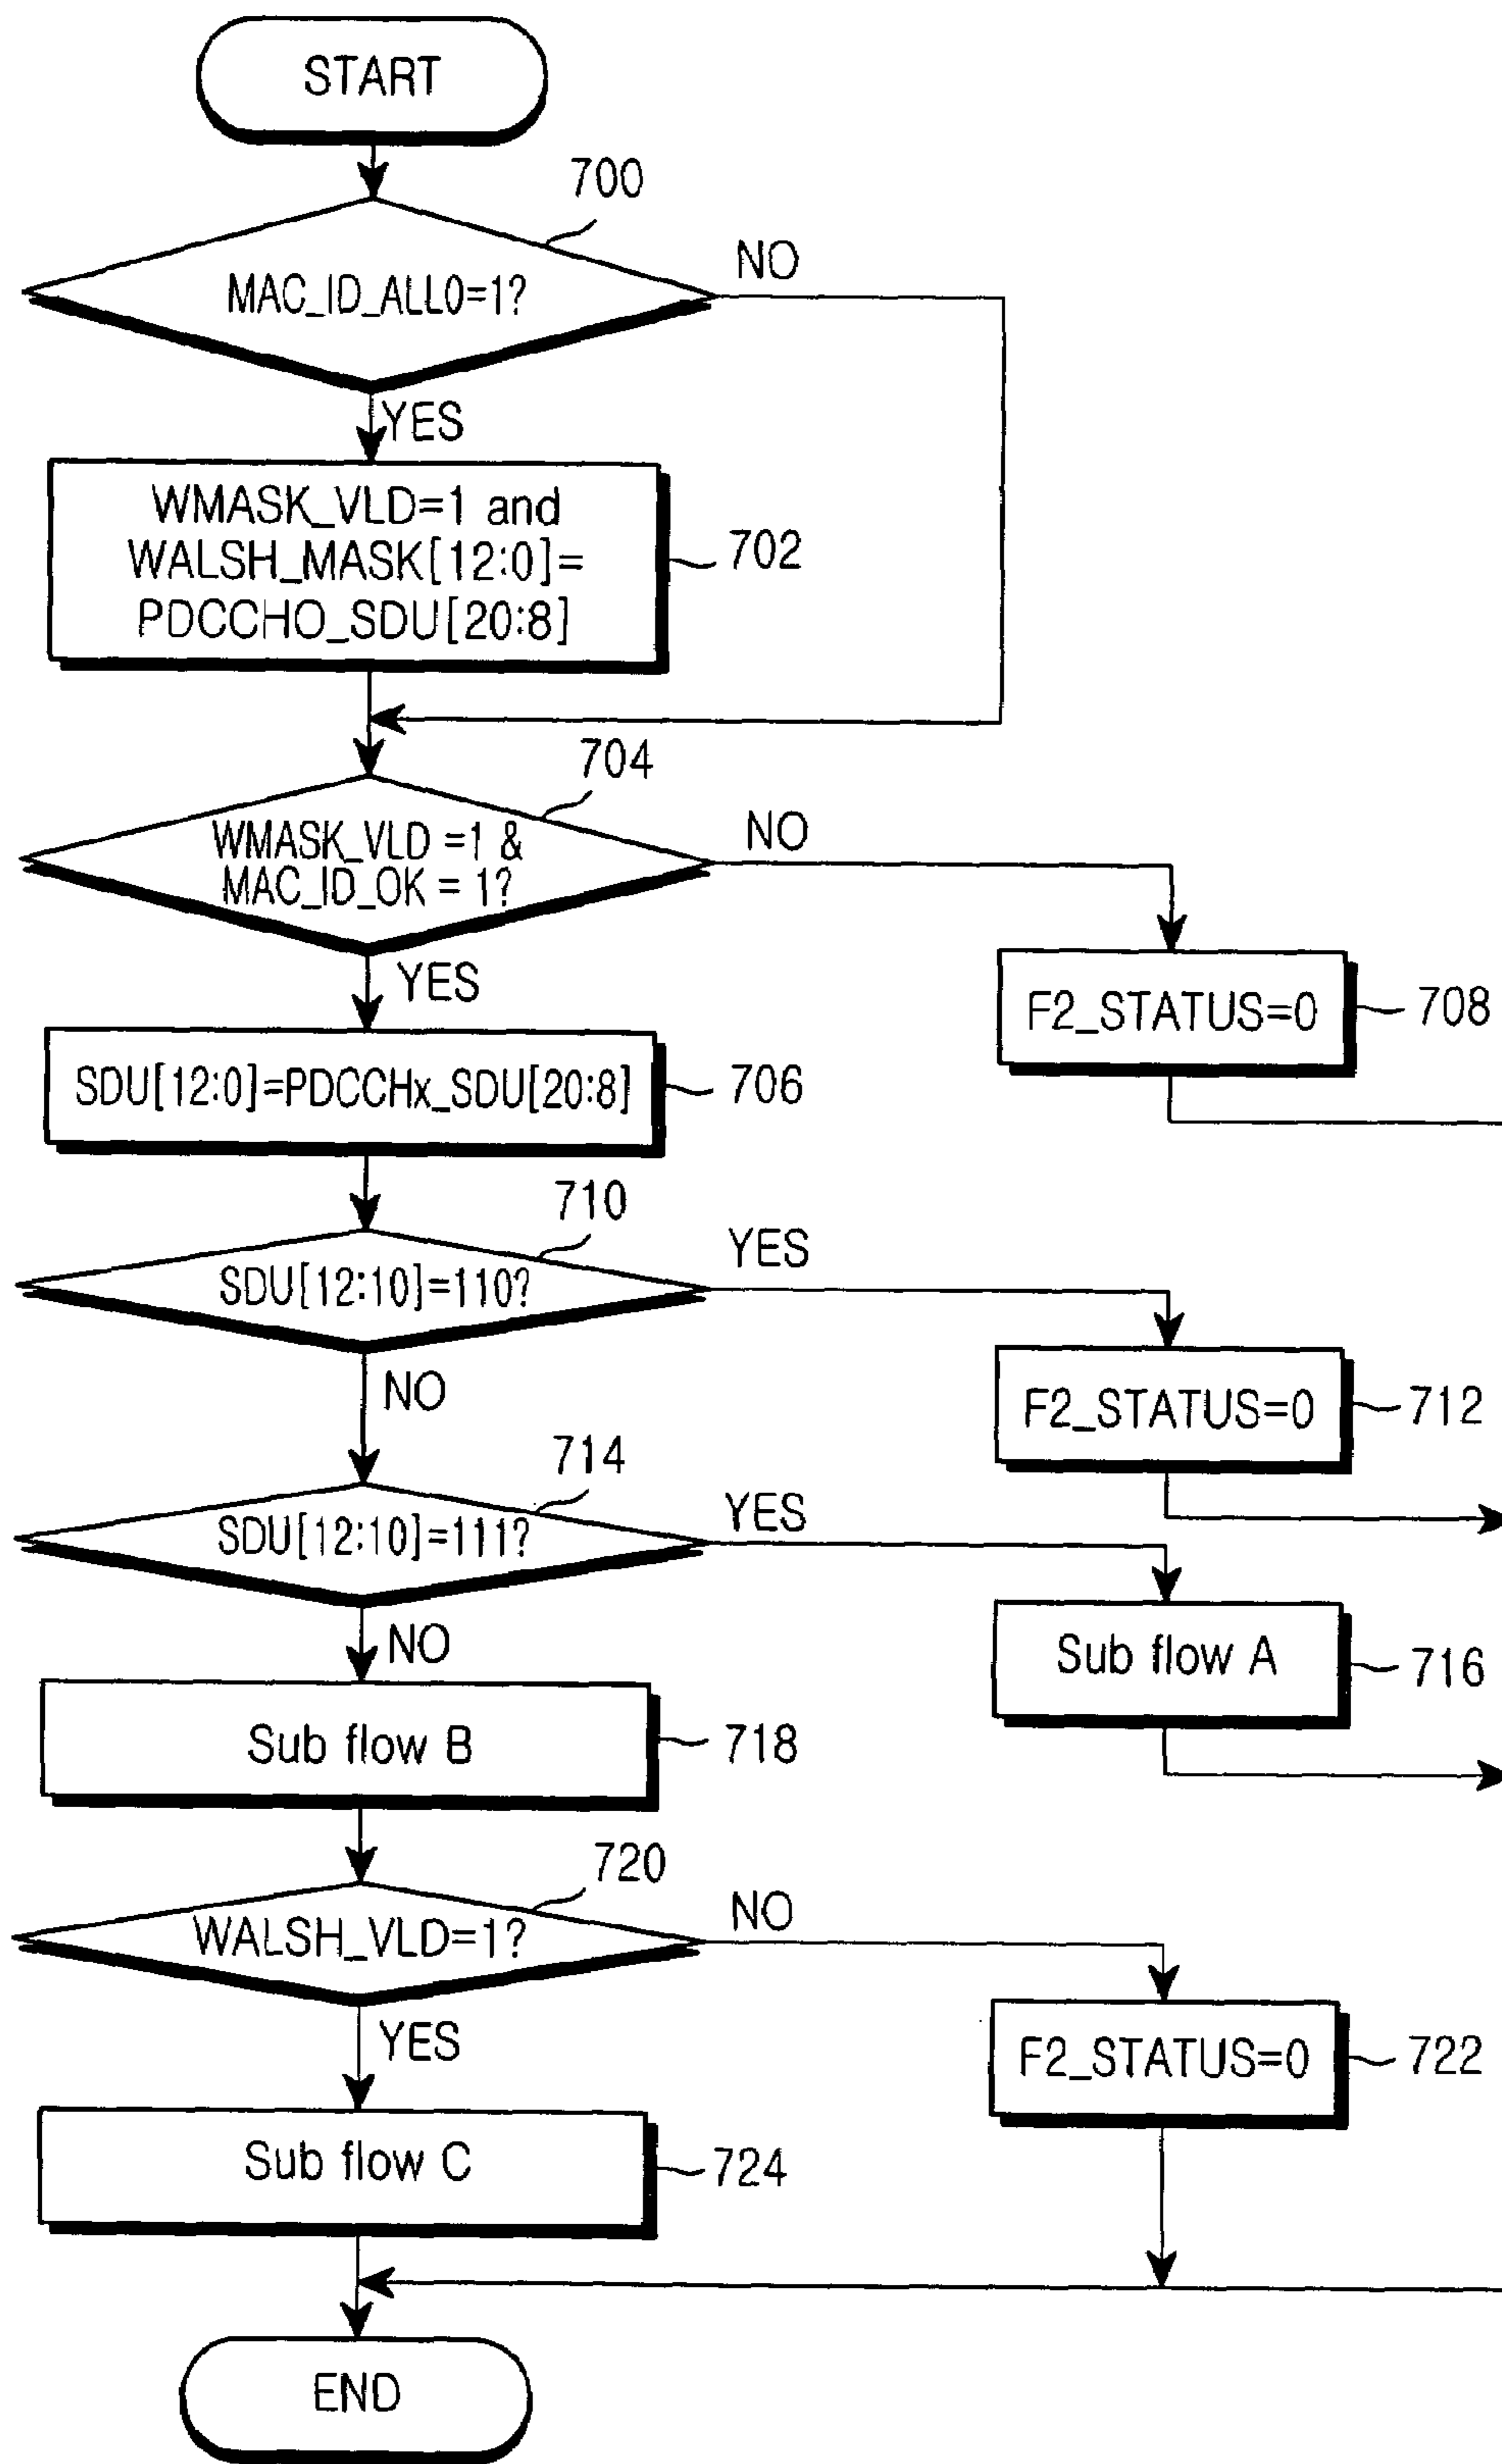 START
700
MAC_ID_ALL0=1?
NO
YES
WMASK_VLD=1 and
WALSH_MASK[12:0]=
PDCCHO_SDU[20:8]
702
704
WMASK_VLD =1 &
MAC_ID_OK = 1?
NO
YES
F2_STATUS=0
708
SDU[12:0]=PDCCHx_SDU[20:8]
706
710
SDU[12:10]=110?
YES
NO
F2_STATUS=0
712
714
SDU[12:10]=111?
YES
NO
Sub flow A
716
Sub flow B
718
720
WALSH_VLD=1?
NO
YES
F2_STATUS=0
722
Sub flow C
724
END